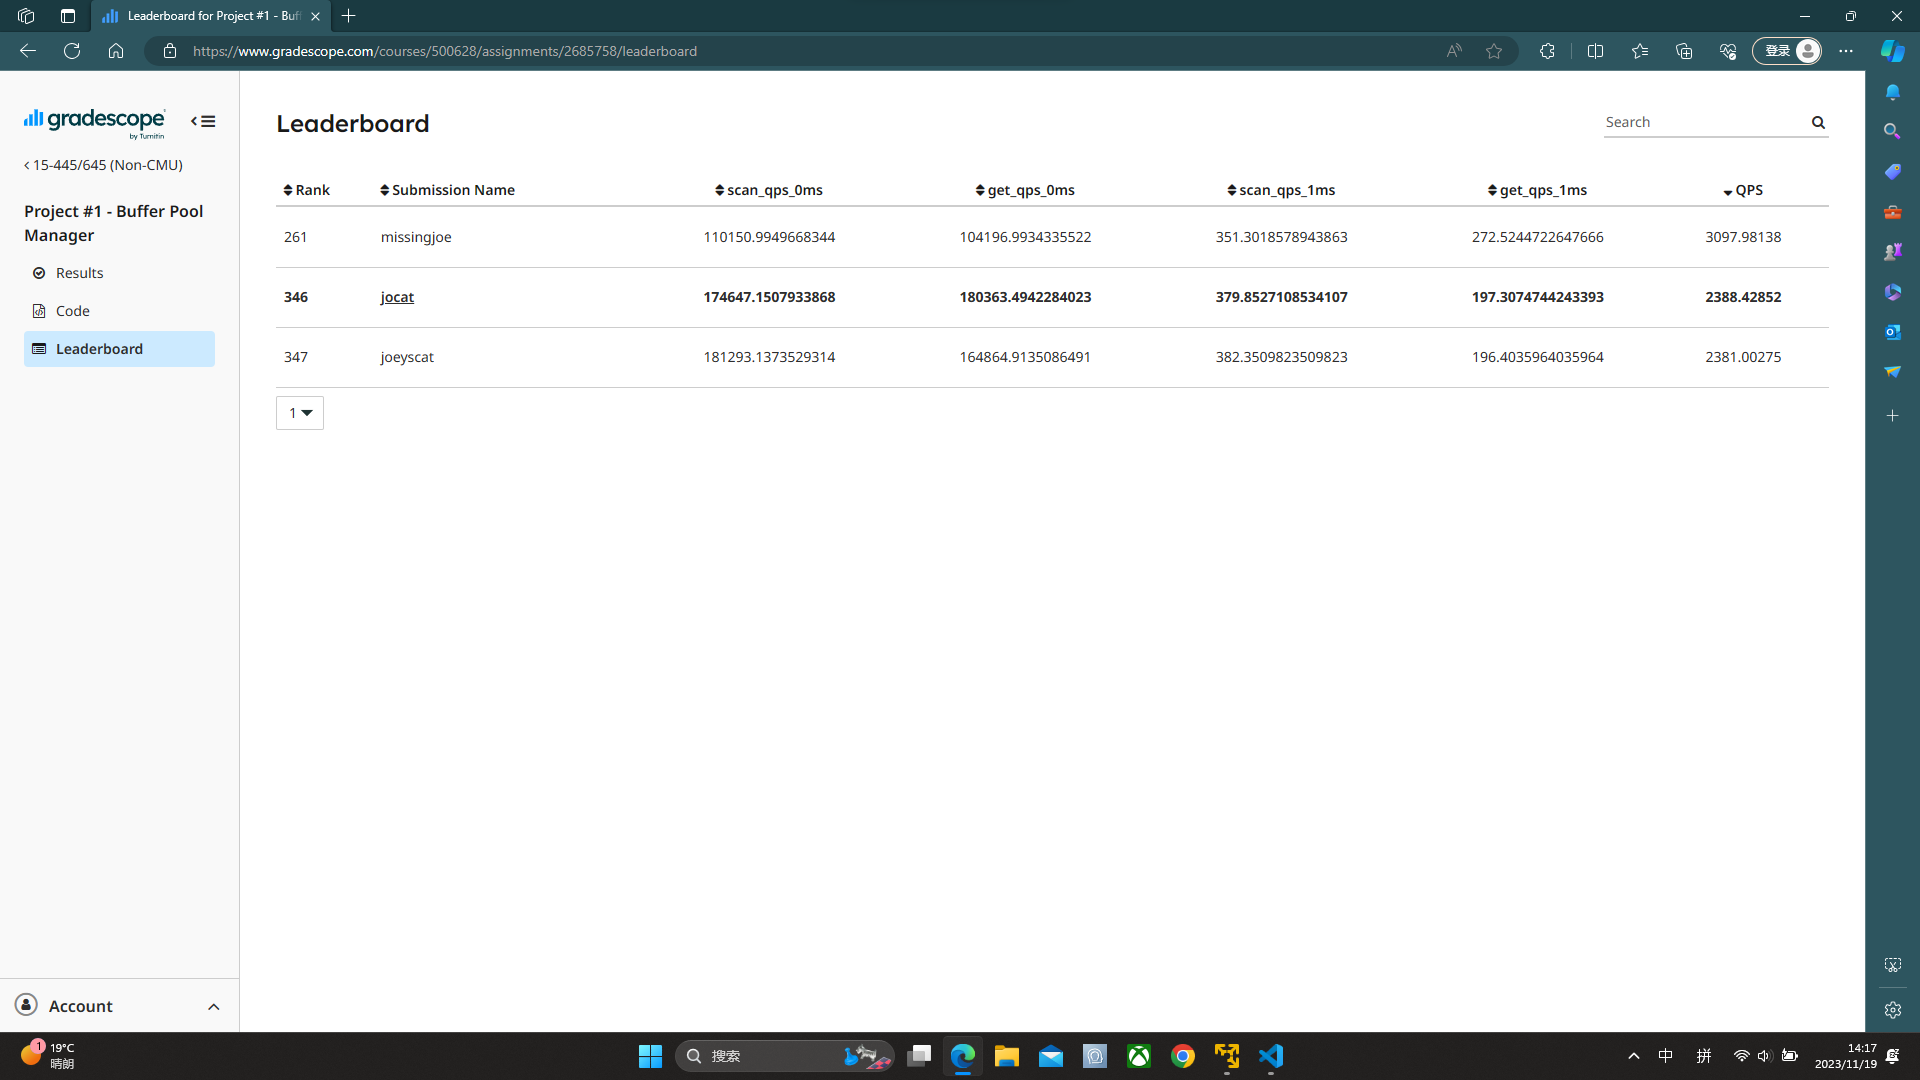 Leaderboard for Project #1 - Buf
https://www.gradescope.com/courses/500628/assignments/2685758/leaderboard
登录
gradescope
by Turnitin
15-445/645 (Non-CMU)
Project #1 - Buffer Pool
Manager
Results
Code
Leaderboard
Leaderboard
Search
Rank Submission Name scan_qps_0ms get_qps_0ms scan_qps_1ms get_qps_1ms QPS
261 missingjoe 110150.9949668344 104196.9934335522 351.3018578943863 272.5244722647666 3097.98138
346 jocat 174647.1507933868 180363.4942284023 379.8527108534107 197.3074744243393 2388.42852
347 joeyscat 181293.1373529314 164864.9135086491 382.3509823509823 196.4035964035964 2381.00275
1
Account
1
19°C
晴朗
搜索
中
拼
14:17
2023/11/19